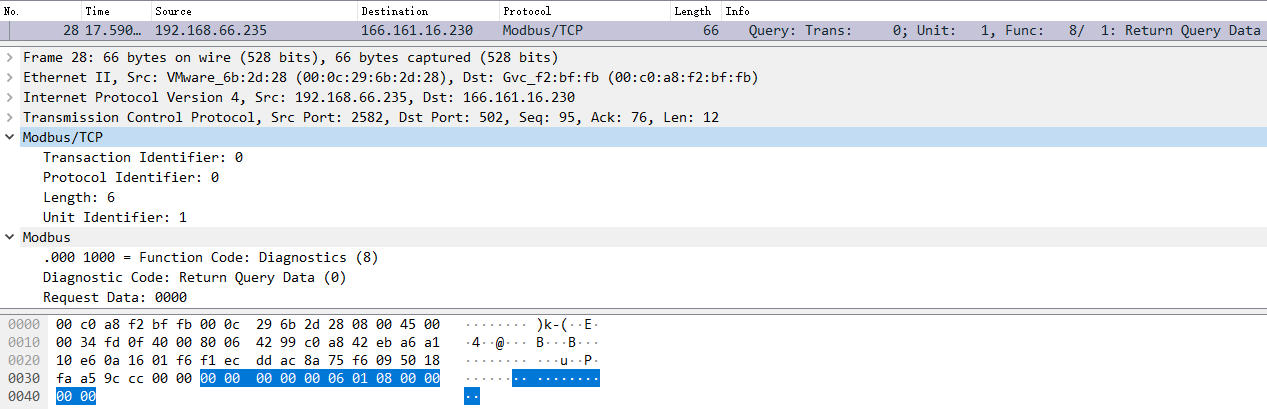 No. Time Source Destination Protocol Length Info
28 17.590… 192.168.66.235 166.161.16.230 Modbus/TCP 66 Query: Trans: 0; Unit: 1, Func: 8/ 1: Return Query Data
Frame 28: 66 bytes on wire (528 bits), 66 bytes captured (528 bits)
Ethernet II, Src: VMware_6b:2d:28 (00:0c:29:6b:2d:28), Dst: Gvc_f2:bf:fb (00:c0:a8:f2:bf:fb)
Internet Protocol Version 4, Src: 192.168.66.235, Dst: 166.161.16.230
Transmission Control Protocol, Src Port: 2582, Dst Port: 502, Seq: 95, Ack: 76, Len: 12
Modbus/TCP
Transaction Identifier: 0
Protocol Identifier: 0
Length: 6
Unit Identifier: 1
Modbus
.000 1000 = Function Code: Diagnostics (8)
Diagnostic Code: Return Query Data (0)
Request Data: 0000
0000 00 c0 a8 f2 bf fb 00 0c 29 6b 2d 28 08 00 45 00 ········ )k-(··E·
0010 00 34 fd 0f 40 00 80 06 42 99 c0 a8 42 eb a6 a1 ·4··@··· B···B···
0020 10 e6 0a 16 01 f6 f1 ec dd ac 8a 75 f6 09 50 18 ········ ···u··P·
0030 fa a5 9c cc 00 00 00 00 00 00 00 06 01 08 00 00 ········ ········
0040 00 00 ··